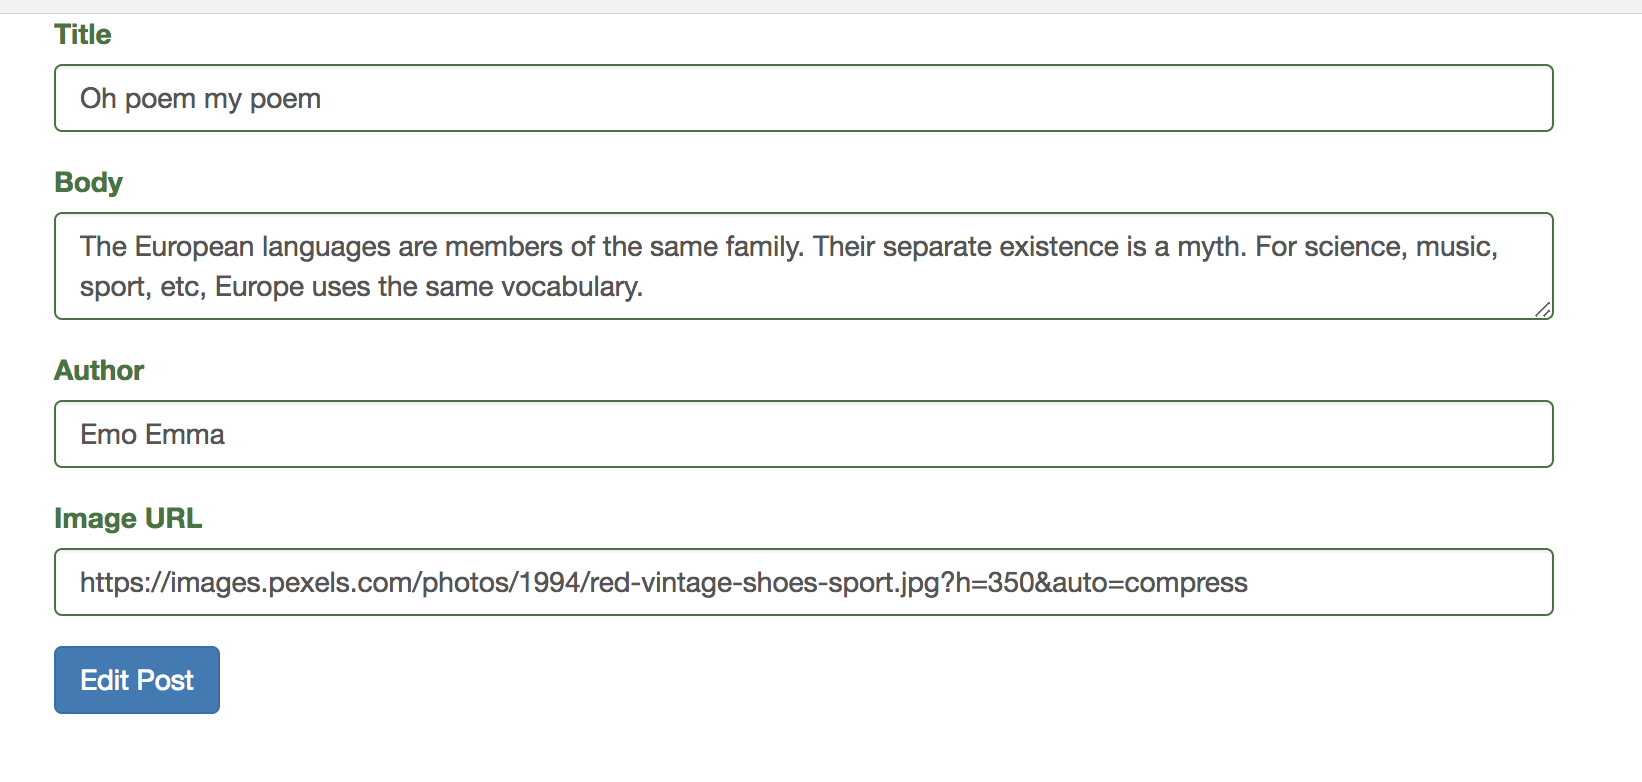 Title
Oh poem my poem
Body
The European languages are members of the same family. Their separate existence is a myth. For science, music,
sport, etc, Europe uses the same vocabulary.
Author
Emo Emma
Image URL
https://images.pexels.com/photos/1994/red-vintage-shoes-sport.jpg?h=350&auto=compress
Edit Post